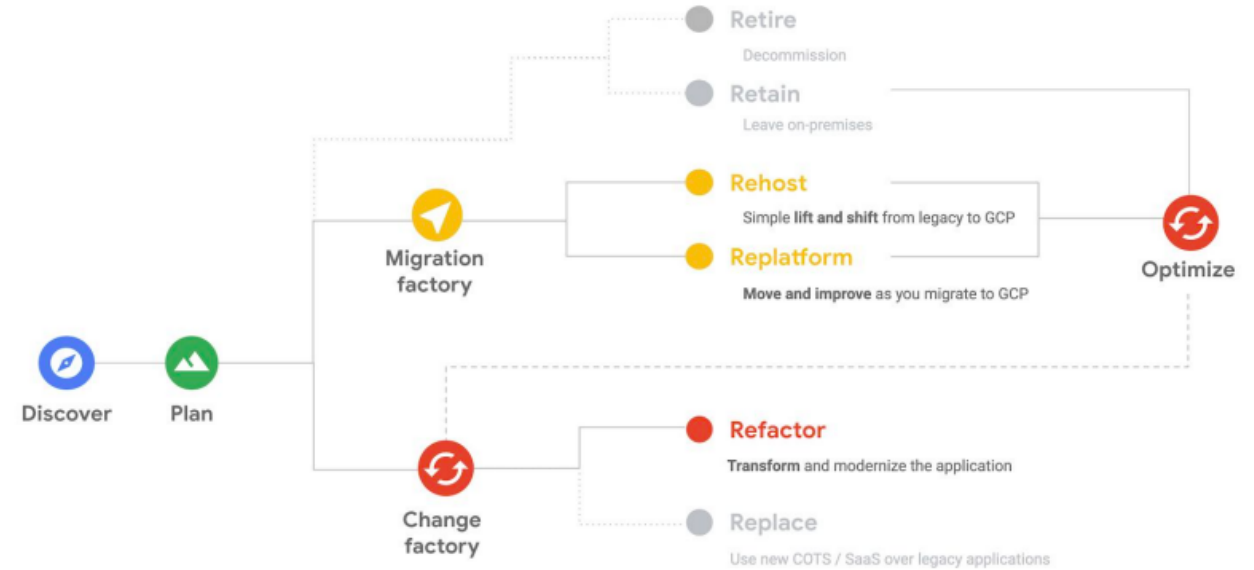 Retire
Decommission
Retain
Leave on-premises
Rehost
Simple lift and shift from legacy to GCP
Migration
factory
Replatform
Move and improve as you migrate to GCP
Optimize
Discover
Plan
Change
factory
Refactor
Transform and modernize the application
Replace
Use new COTS / SaaS over legacy applications